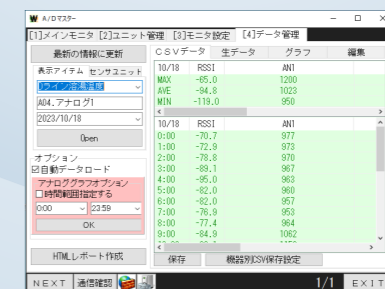 A/Dマスター
[1]メインモニタ [2]ユニット管理 [3]モニタ設定 [4]データ管理
最新の情報に更新
表示アイテム センサユニット
Jライン溶湯温度
A04.アナログ1
2023/10/18
Open
オプション
自動データロード
アナロググラフオプション
時間範囲指定する
0:00 23:59
OK
HTMLレポート作成
CSVデータ 生データ グラフ 編集
10/18 RSSI AN1
MAX -65.0 1200
AVE -94.8 1023
MIN -119.0 950
10/18 RSSI AN1
0:00 -70.7 977
1:00 -72.9 973
2:00 -78.8 970
3:00 -89.1 967
4:00 -95.0 963
5:00 -82.0 960
6:00 -82.0 957
7:00 -76.9 953
8:00 -77.4 964
9:00 -84.9 1062
保存 機器別CSV保存設定
NEXT 通信確認 1/1 EXIT